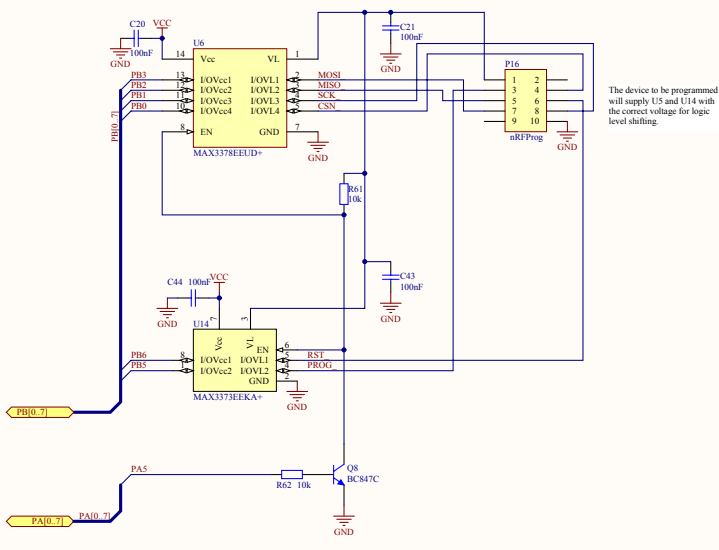 C20
VCC
100nF
GND
U6
14
Vcc
VL
1
C21
100nF
GND
PB3
13
I/OVcc1
I/OVL1
2
MOSI
PB2
12
I/OVcc2
I/OVL2
3
MISO
PB1
11
I/OVcc3
I/OVL3
4
SCK
PB0
10
I/OVcc4
I/OVL4
5
CSN
8
EN
GND
7
GND
MAX3378EEUD+
PB[0..7]
P16
1 2
3 4
5 6
7 8
9 10
nRFProg
GND
The device to be programmed
will supply U5 and U14 with
the correct voltage for logic
level shifting.
R61
10k
C44 100nF
VCC
GND
C43
100nF
GND
U14
7
3
Vcc
VL
EN
6
PB6
8
I/OVcc1
I/OVL1
5
RST
PB5
1
I/OVcc2
I/OVL2
4
PROG
GND
2
GND
MAX3373EEKA+
PB[0..7]
PA5
R62 10k
Q8
BC847C
GND
PA[0..7]
PA[0..7]